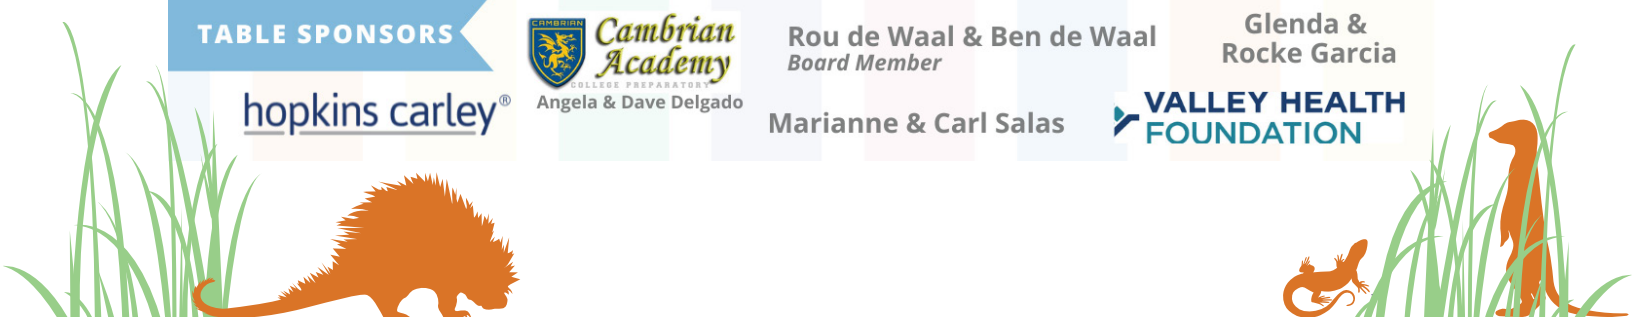 TABLE SPONSORS
CAMBRIAN
Cambrian
Academy
COLLEGE PREPARATORY
Angela & Dave Delgado
Rou de Waal & Ben de Waal
Board Member
Glenda &
Rocke Garcia
hopkins carley®
Marianne & Carl Salas
VALLEY HEALTH
FOUNDATION